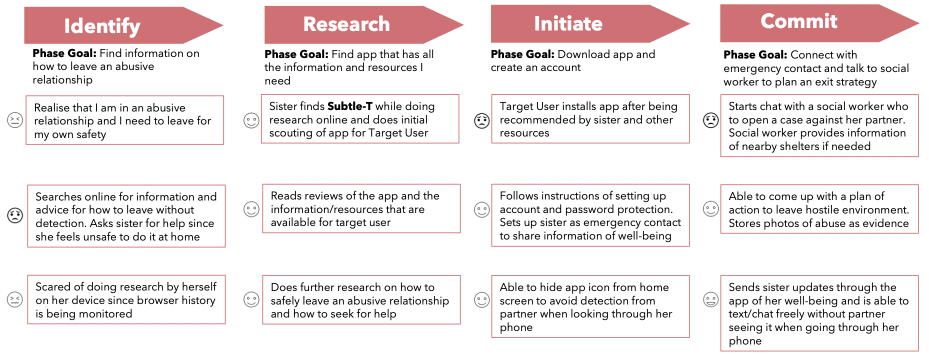 Identify
Phase Goal: Find information on
how to leave an abusive
relationship
Realise that I am in an abusive
relationship and I need to leave for
my own safety
Searches online for information and
advice for how to leave without
detection. Asks sister for help since
she feels unsafe to do it at home
Scared of doing research by herself
on her device since browser history
is being monitored
Research
Phase Goal: Find app that has all
the information and resources I
need
Sister finds Subtle-T while doing
research online and does initial
scouting of app for Target User
Reads reviews of the app and the
information/resources that are
available for target user
Does further research on how to
safely leave an abusive relationship
and how to seek for help
Initiate
Phase Goal: Download app and
create an account
Target User installs app after being
recommended by sister and other
resources
Follows instructions of setting up
account and password protection.
Sets up sister as emergency contact
to share information of well-being
Able to hide app icon from home
screen to avoid detection from
partner when looking through her
phone
Commit
Phase Goal: Connect with
emergency contact and talk to social
worker to plan an exit strategy
Starts chat with a social worker who
to open a case against her partner.
Social worker provides information
of nearby shelters if needed
Able to come up with a plan of
action to leave hostile environment.
Stores photos of abuse as evidence
Sends sister updates through the
app of her well-being and is able to
text/chat freely without partner
seeing it when going through her
phone